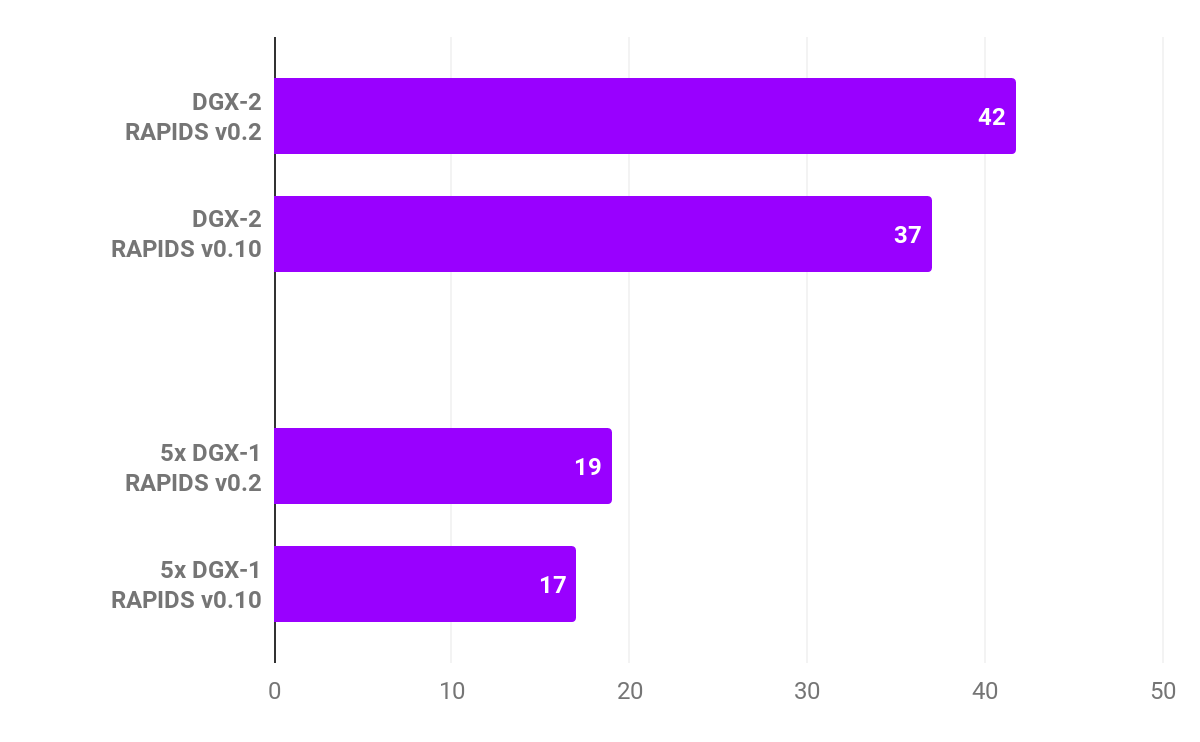 DGX-2
RAPIDS v0.2
42
DGX-2
RAPIDS v0.10
37
5x DGX-1
RAPIDS v0.2
19
5x DGX-1
RAPIDS v0.10
17
0 10 20 30 40 50